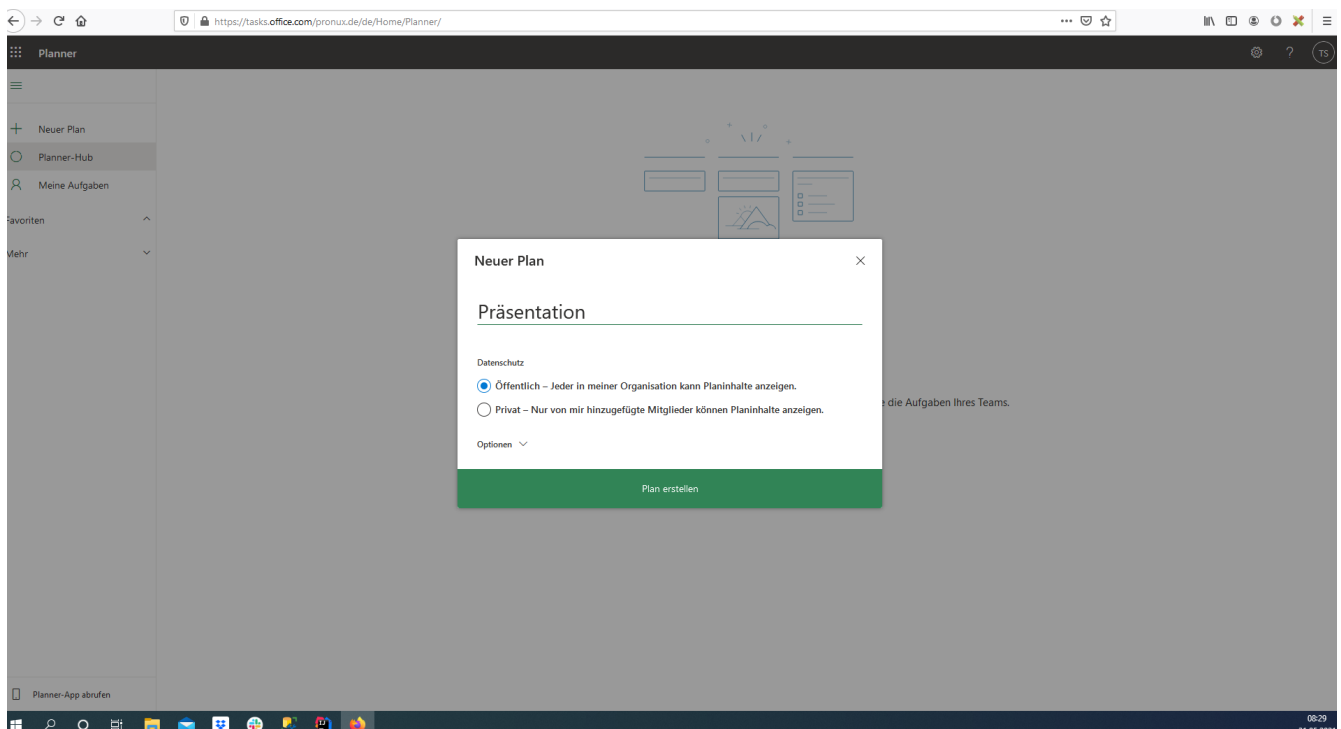 https://tasks.office.com/pronux.de/de/Home/Planner/
Planner
?
TS
Neuer Plan
Planner-Hub
Meine Aufgaben
Favoriten
Mehr
Neuer Plan
Präsentation
Datenschutz
Öffentlich – Jeder in meiner Organisation kann Planinhalte anzeigen.
Privat – Nur von mir hinzugefügte Mitglieder können Planinhalte anzeigen.
die Aufgaben Ihres Teams.
Optionen
Plan erstellen
Planner-App abrufen
08:29